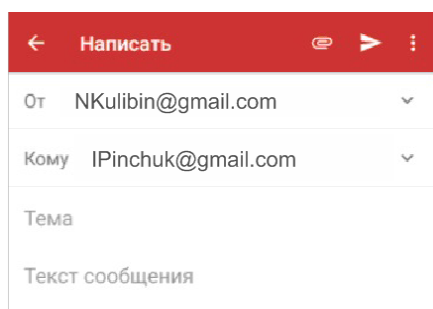 Написать
От NKulibin@gmail.com
Кому IPinchuk@gmail.com
Тема
Текст сообщения